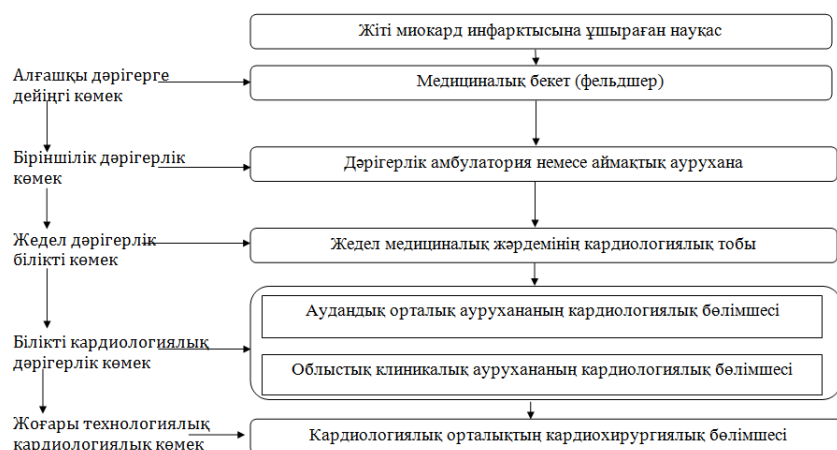 Жіті миокард инфарктысына ұшыраған науқас
Алғашқы дәрігерге
дейінгі көмек
Медициналық бекет (фельдшер)
Біріншілік дәрігерлік
көмек
Дәрігерлік амбулатория немесе аймақтық аурухана
Жедел дәрігерлік
білікті көмек
Жедел медициналық жәрдемінің кардиологиялық тобы
Аудандық орталық аурухананың кардиологиялық бөлімшесі
Білікті кардиологиялық
дәрігерлік көмек
Облыстық клиникалық аурухананың кардиологиялық бөлімшесі
Жоғары технологиялық
кардиологиялық көмек
Кардиологиялық орталықтың кардиохирургиялық бөлімшесі